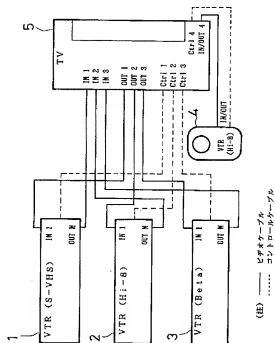 5
TV
IN 1
IN 2
IN 3
OUT 1
OUT 2
OUT 3
Ctrl 1
Ctrl 2
Ctrl 3
Ctrl 4
IN/OUT 4
IN/OUT
4
VTR
(Hi-8)
1
VTR (S-VHS)
IN 1
OUT N
2
VTR (Hi-8)
IN 1
OUT N
3
VTR (Beta)
IN 1
OUT N
(注)
ビデオケーブル
コントロールケーブル